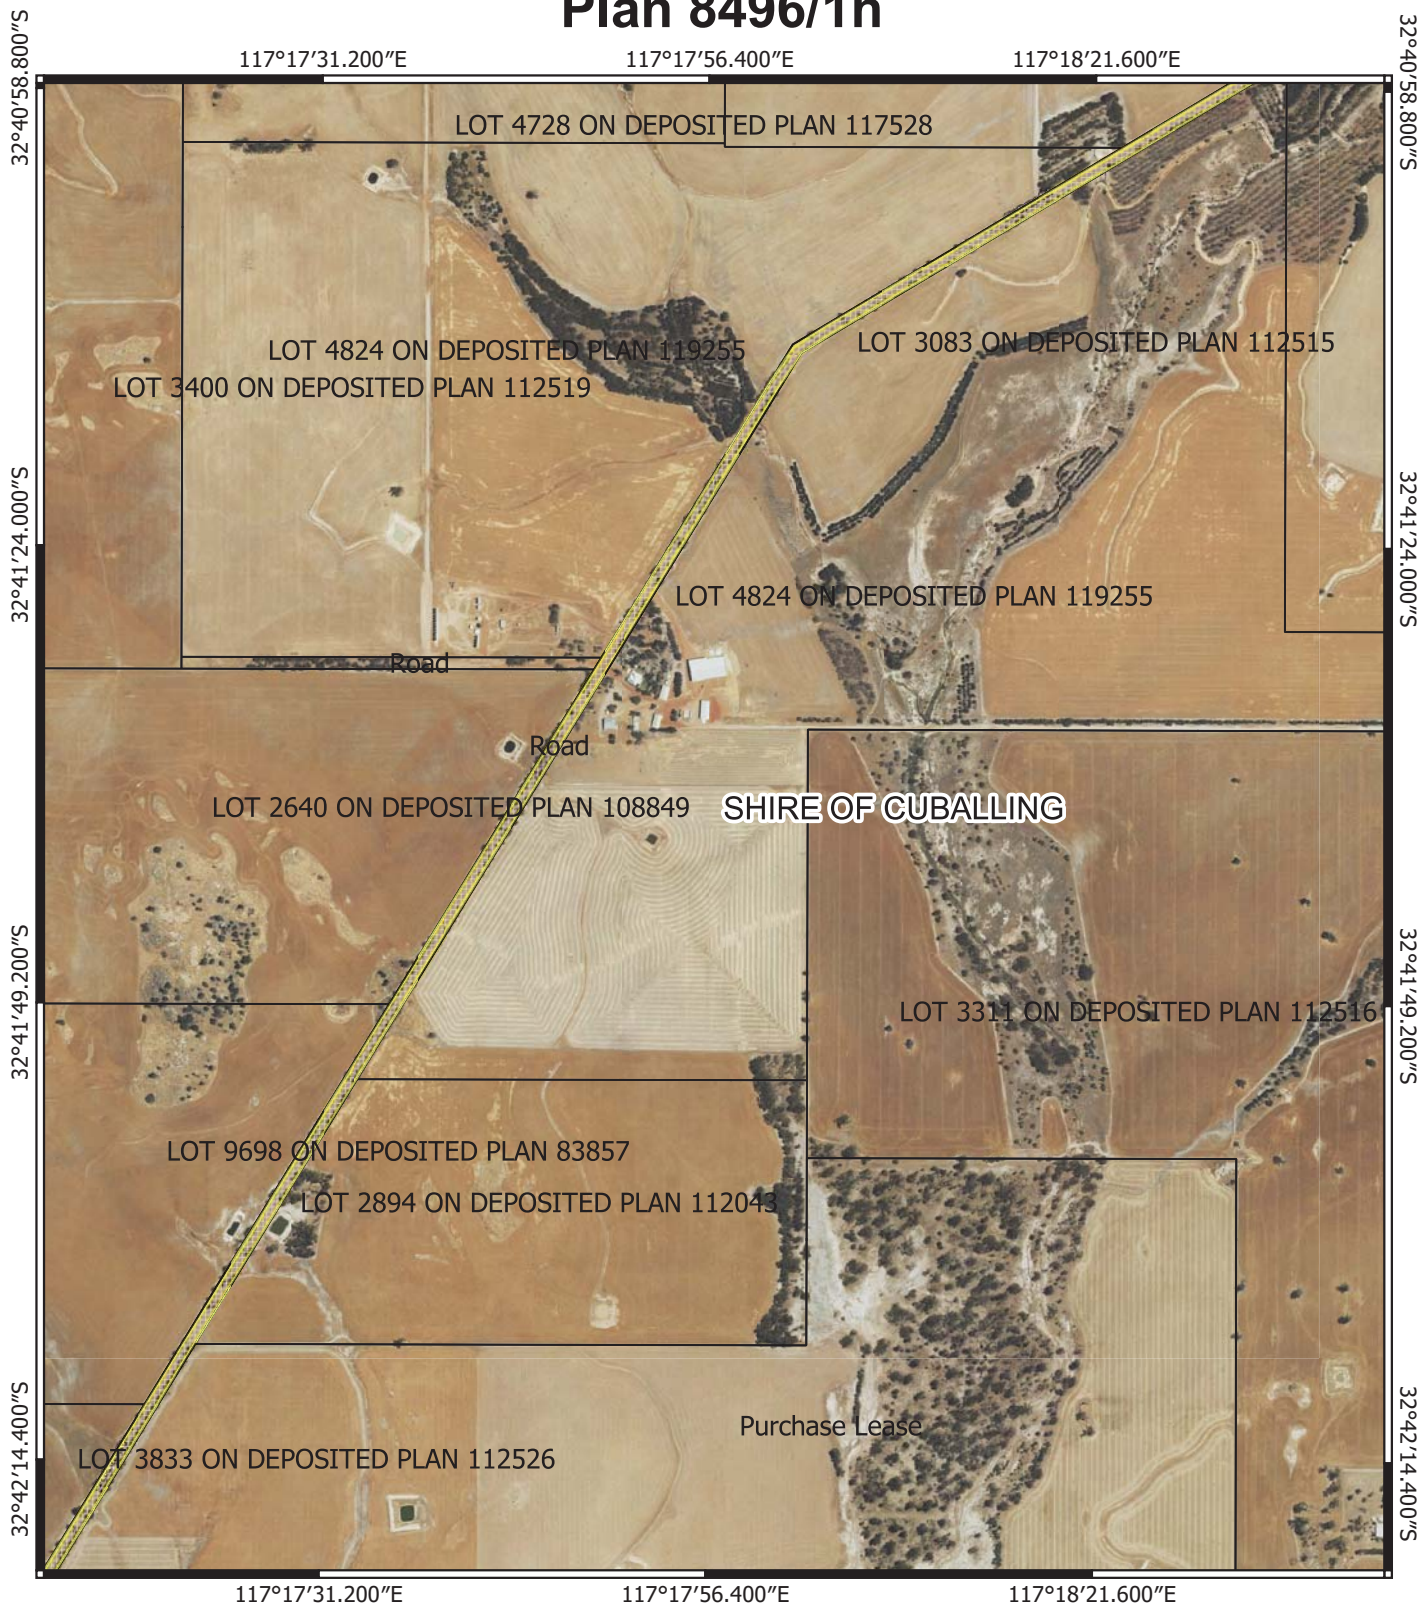 Plan 8496/1h
117°17'31.200"E
117°17'56.400"E
117°18'21.600"E
32°40'58.800"S
32°40'58.800"S
LOT 4728 ON DEPOSITED PLAN 117528
LOT 4824 ON DEPOSITED PLAN 119255
LOT 3083 ON DEPOSITED PLAN 112515
LOT 3400 ON DEPOSITED PLAN 112519
32°41'24.000"S
32°41'24.000"S
LOT 4824 ON DEPOSITED PLAN 119255
Road
Road
LOT 2640 ON DEPOSITED PLAN 108849
SHIRE OF CUBALLING
32°41'49.200"S
32°41'49.200"S
LOT 3311 ON DEPOSITED PLAN 112516
LOT 9698 ON DEPOSITED PLAN 83857
LOT 2894 ON DEPOSITED PLAN 112043
Purchase Lease
32°42'14.400"S
32°42'14.400"S
LOT 3833 ON DEPOSITED PLAN 112526
117°17'31.200"E
117°17'56.400"E
117°18'21.600"E